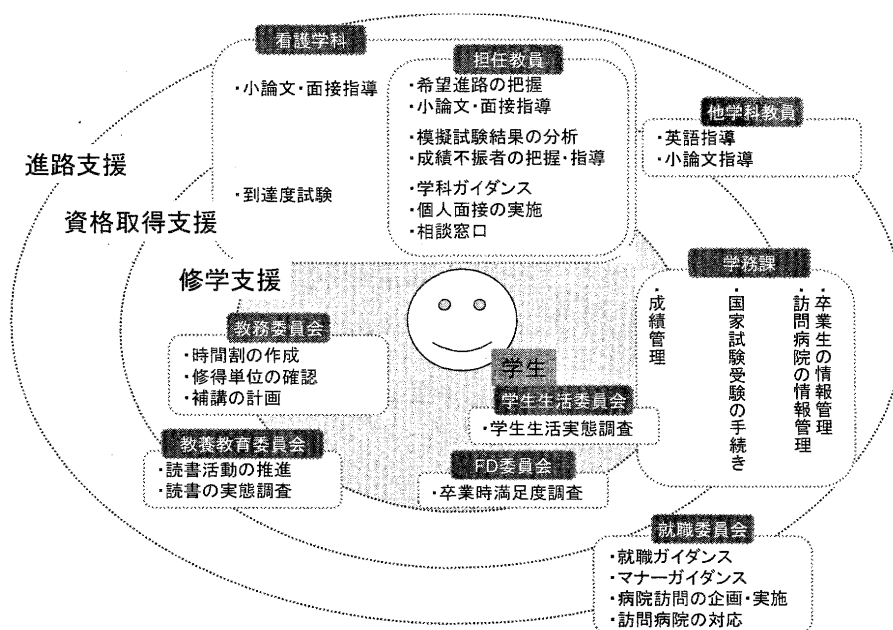 看護学科
・小論文・面接指導
・到達度試験
担任教員
・希望進路の把握
・小論文・面接指導
・模擬試験結果の分析
・成績不振者の把握・指導
・学科ガイダンス
・個人面接の実施
・相談窓口
他学科教員
・英語指導
・小論文指導
進路支援
資格取得支援
修学支援
学務課
・成績管理
・国家試験受験の手続き
・訪問病院の情報管理
・卒業生の情報管理
教務委員会
・時間割の作成
・修得単位の確認
・補講の計画
学生
学生生活委員会
・学生生活実態調査
教養教育委員会
・読書活動の推進
・読書の実態調査
FD委員会
・卒業時満足度調査
就職委員会
・就職ガイダンス
・マナーガイダンス
・病院訪問の企画・実施
・訪問病院の対応